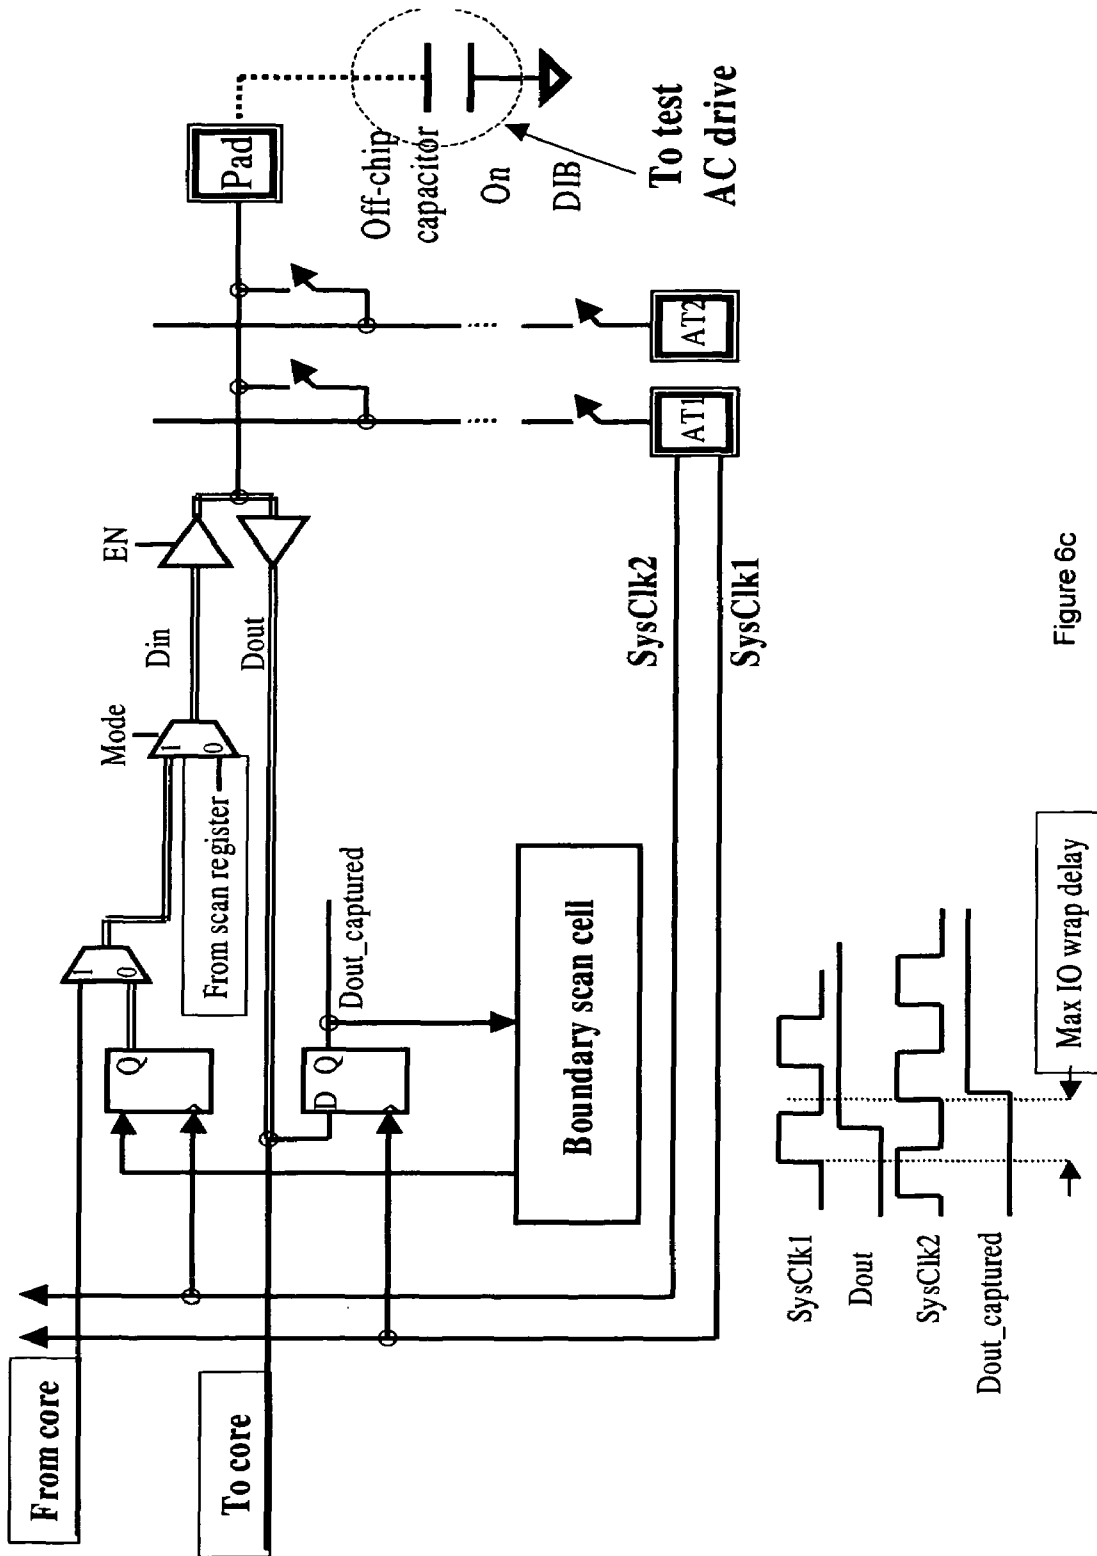 From core
To core
1
0
Q
D Q
From scan register
Mode
1
0
Din
EN
Dout
Dout_captured
Boundary scan cell
Pad
Off-chip
capacitor
On
DIB
To test
AC drive
AT2
AT1
SysClk2
SysClk1
SysClk1
Dout
SysClk2
Dout_captured
Max IO wrap delay
Figure 6c